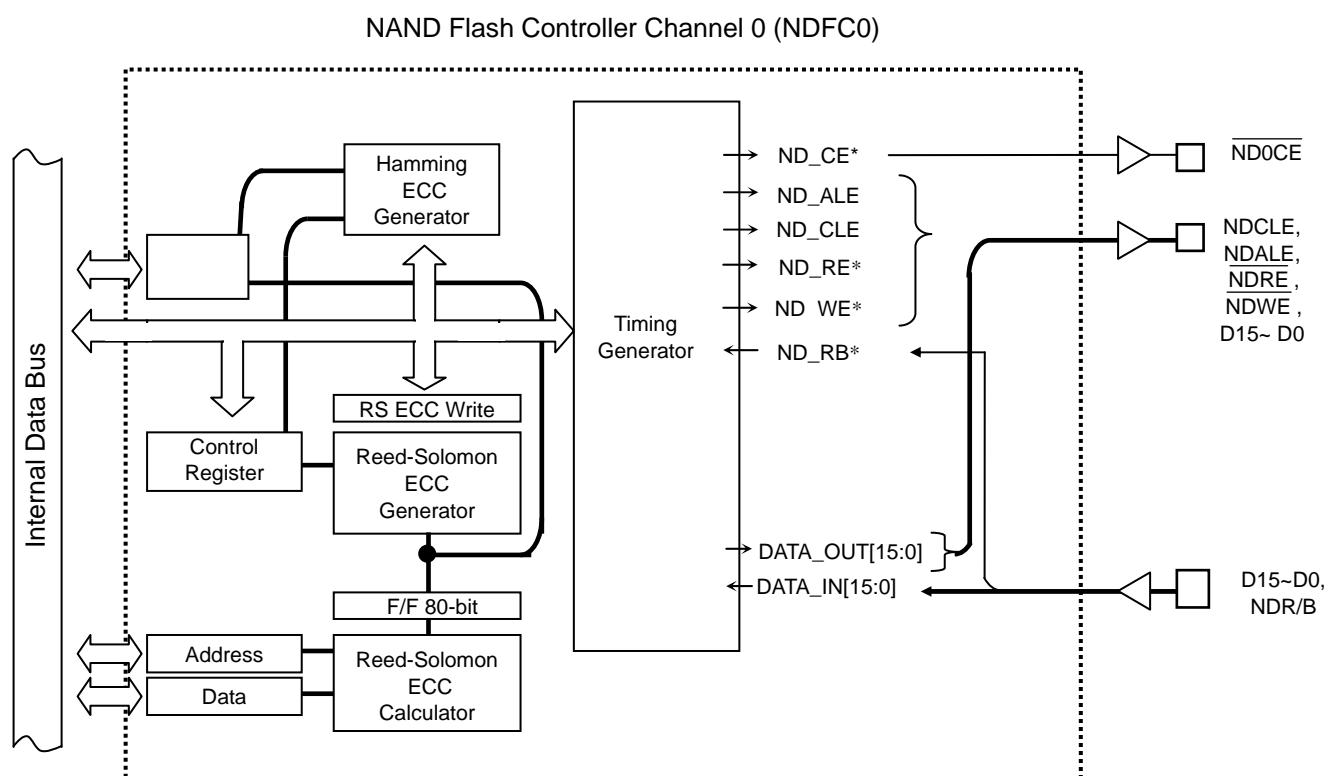 NAND Flash Controller Channel 0 (NDFC0)
Internal Data Bus
Hamming
ECC
Generator
Control
Register
RS ECC Write
Reed-Solomon
ECC
Generator
F/F 80-bit
Address
Data
Reed-Solomon
ECC
Calculator
Timing
Generator
ND_CE*
ND_ALE
ND_CLE
ND_RE*
ND WE*
ND_RB*
DATA_OUT[15:0]
DATA_IN[15:0]
ND0CE
NDCLE,
NDALE,
NDRE ,
NDWE ,
D15~ D0
D15~D0,
NDR/B